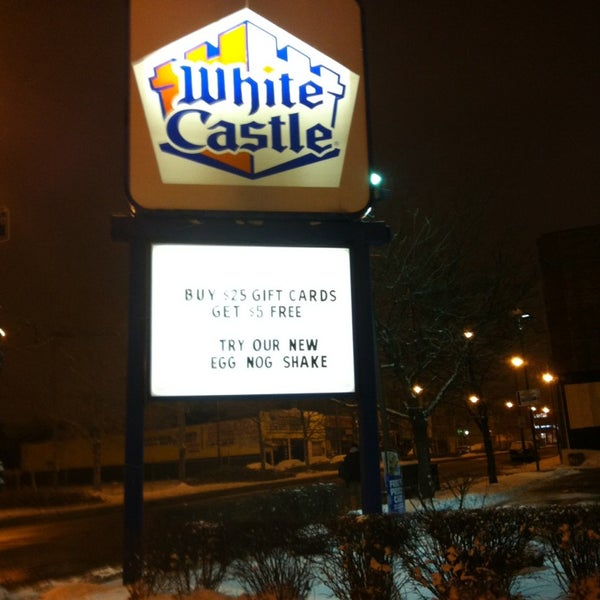 White
Castle
BUY $25 GIFT CARDS
GET $5 FREE
TRY OUR NEW
EGG NOG SHAKE